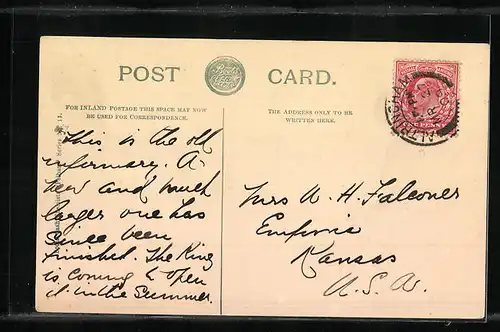 POST CARD.
FOR INLAND POSTAGE THIS SPACE MAY NOW
BE USED FOR CORRESPONDENCE.
THE ADDRESS ONLY TO BE
WRITTEN HERE.
This is the old
infirmary. A
new and much
larger one has
since been
finished. The King
is coming to open
it in the Summer.
Mrs W. H. Falconer
Emporia
Kansas
U.S.A.
ALTRINCHAM